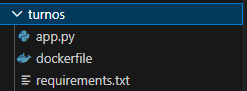 turnos
app.py
dockerfile
requirements.txt